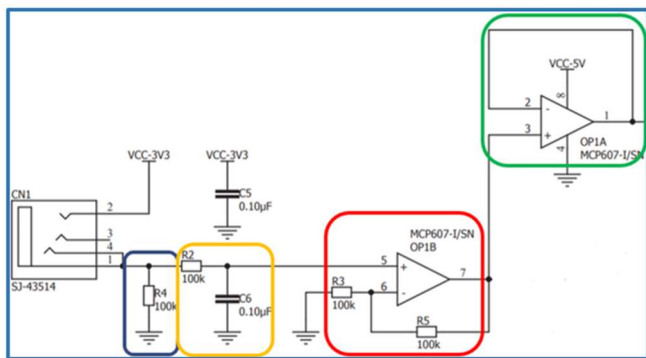 VCC-5V
8
2
-
1
3
+
OP1A
4
MCP607-I/SN
VCC-3V3
VCC-3V3
CN1
2
C5
0.10µF
3
4
1
SJ-43514
R2
100k
R4
100k
C6
0.10µF
MCP607-I/SN
OP1B
5
+
7
R3
6
-
100k
R5
100k